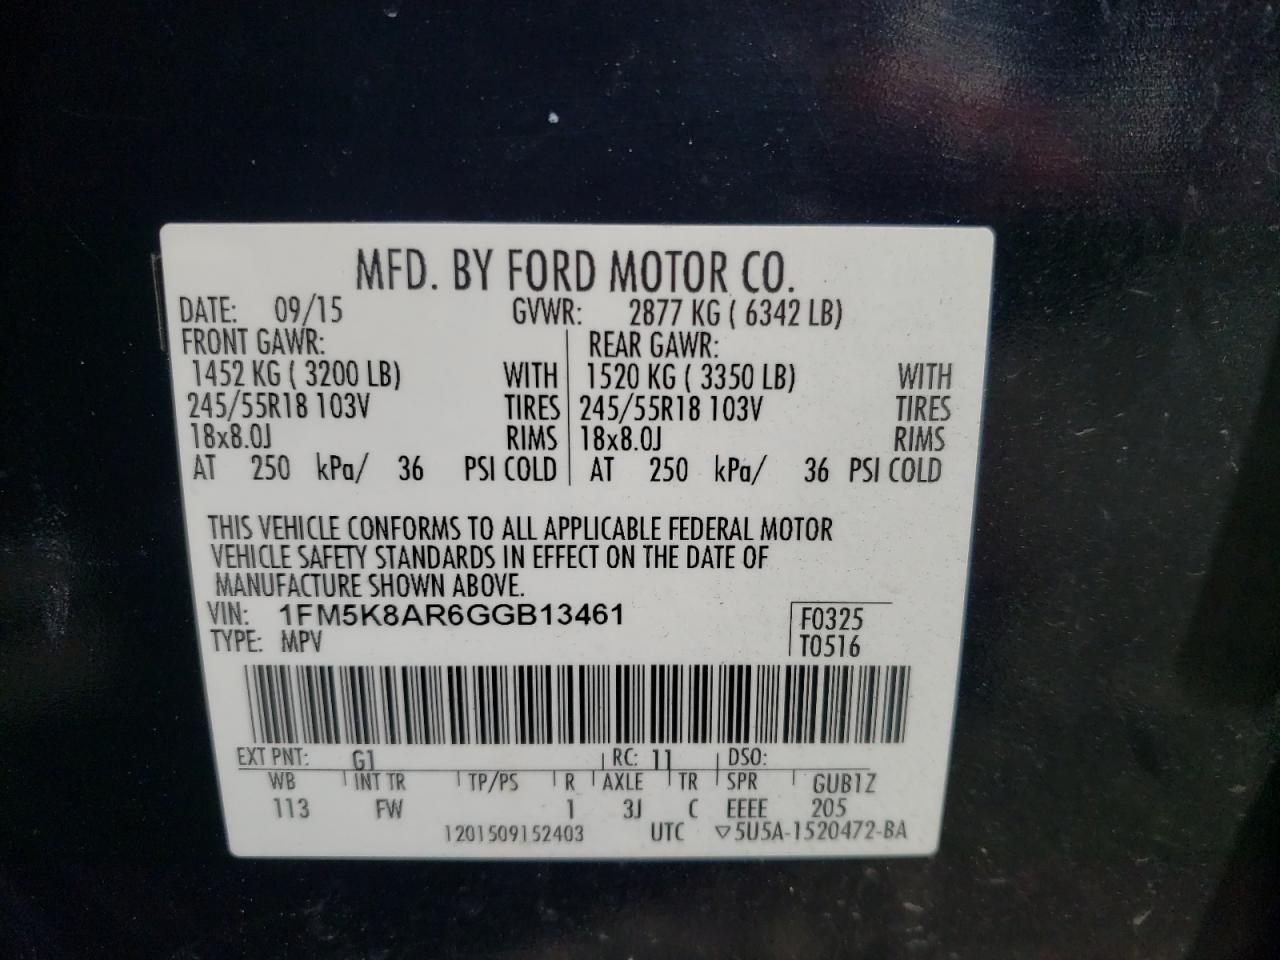 MFD. BY FORD MOTOR CO.
DATE: 09/15 GVWR: 2877 KG ( 6342 LB)
FRONT GAWR: REAR GAWR:
1452 KG ( 3200 LB) WITH 1520 KG ( 3350 LB) WITH
245/55R18 103V TIRES 245/55R18 103V TIRES
18x8.0J RIMS 18x8.0J RIMS
AT 250 kPa/ 36 PSI COLD AT 250 kPa/ 36 PSI COLD
THIS VEHICLE CONFORMS TO ALL APPLICABLE FEDERAL MOTOR
VEHICLE SAFETY STANDARDS IN EFFECT ON THE DATE OF
MANUFACTURE SHOWN ABOVE.
VIN: 1FM5K8AR6GGB13461 F0325
TYPE: MPV T0516
EXT PNT: G1 RC: 11 DSO:
WB INT TR TP/PS R AXLE TR SPR GUB1Z
113 FW 1 3J C EEEE 205
1201509152403 UTC ▽5U5A-1520472-BA